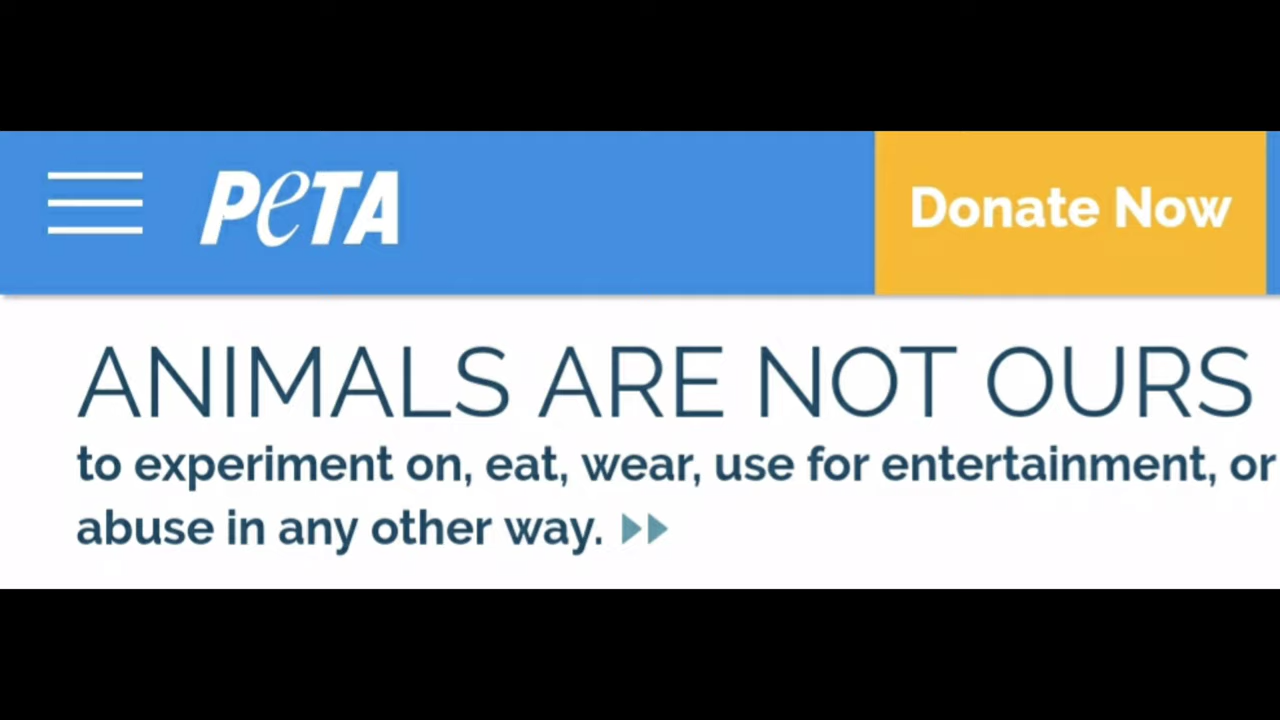 PETA
Donate Now
ANIMALS ARE NOT OURS
to experiment on, eat, wear, use for entertainment, or
abuse in any other way.